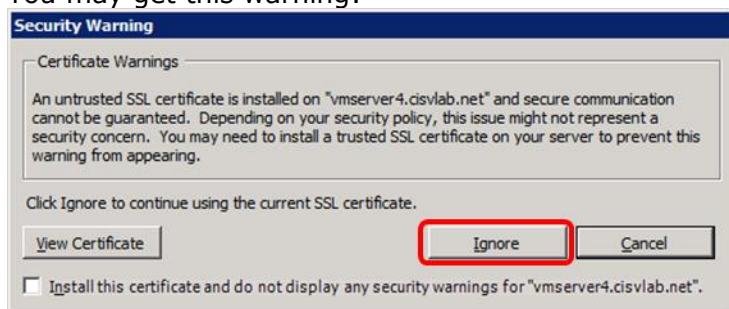 You may get this warning:
Security Warning
Certificate Warnings
An untrusted SSL certificate is installed on "vmserver4.cisvlab.net" and secure communication
cannot be guaranteed. Depending on your security policy, this issue might not represent a
security concern. You may need to install a trusted SSL certificate on your server to prevent this
warning from appearing.
Click Ignore to continue using the current SSL certificate.
View Certificate Ignore Cancel
Install this certificate and do not display any security warnings for "vmserver4.cisvlab.net".